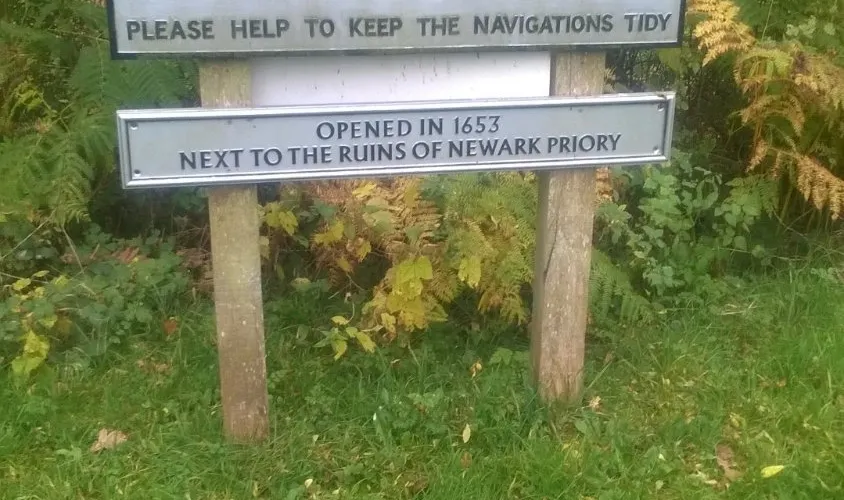 PLEASE HELP TO KEEP THE NAVIGATIONS TIDY
OPENED IN 1653
NEXT TO THE RUINS OF NEWARK PRIORY